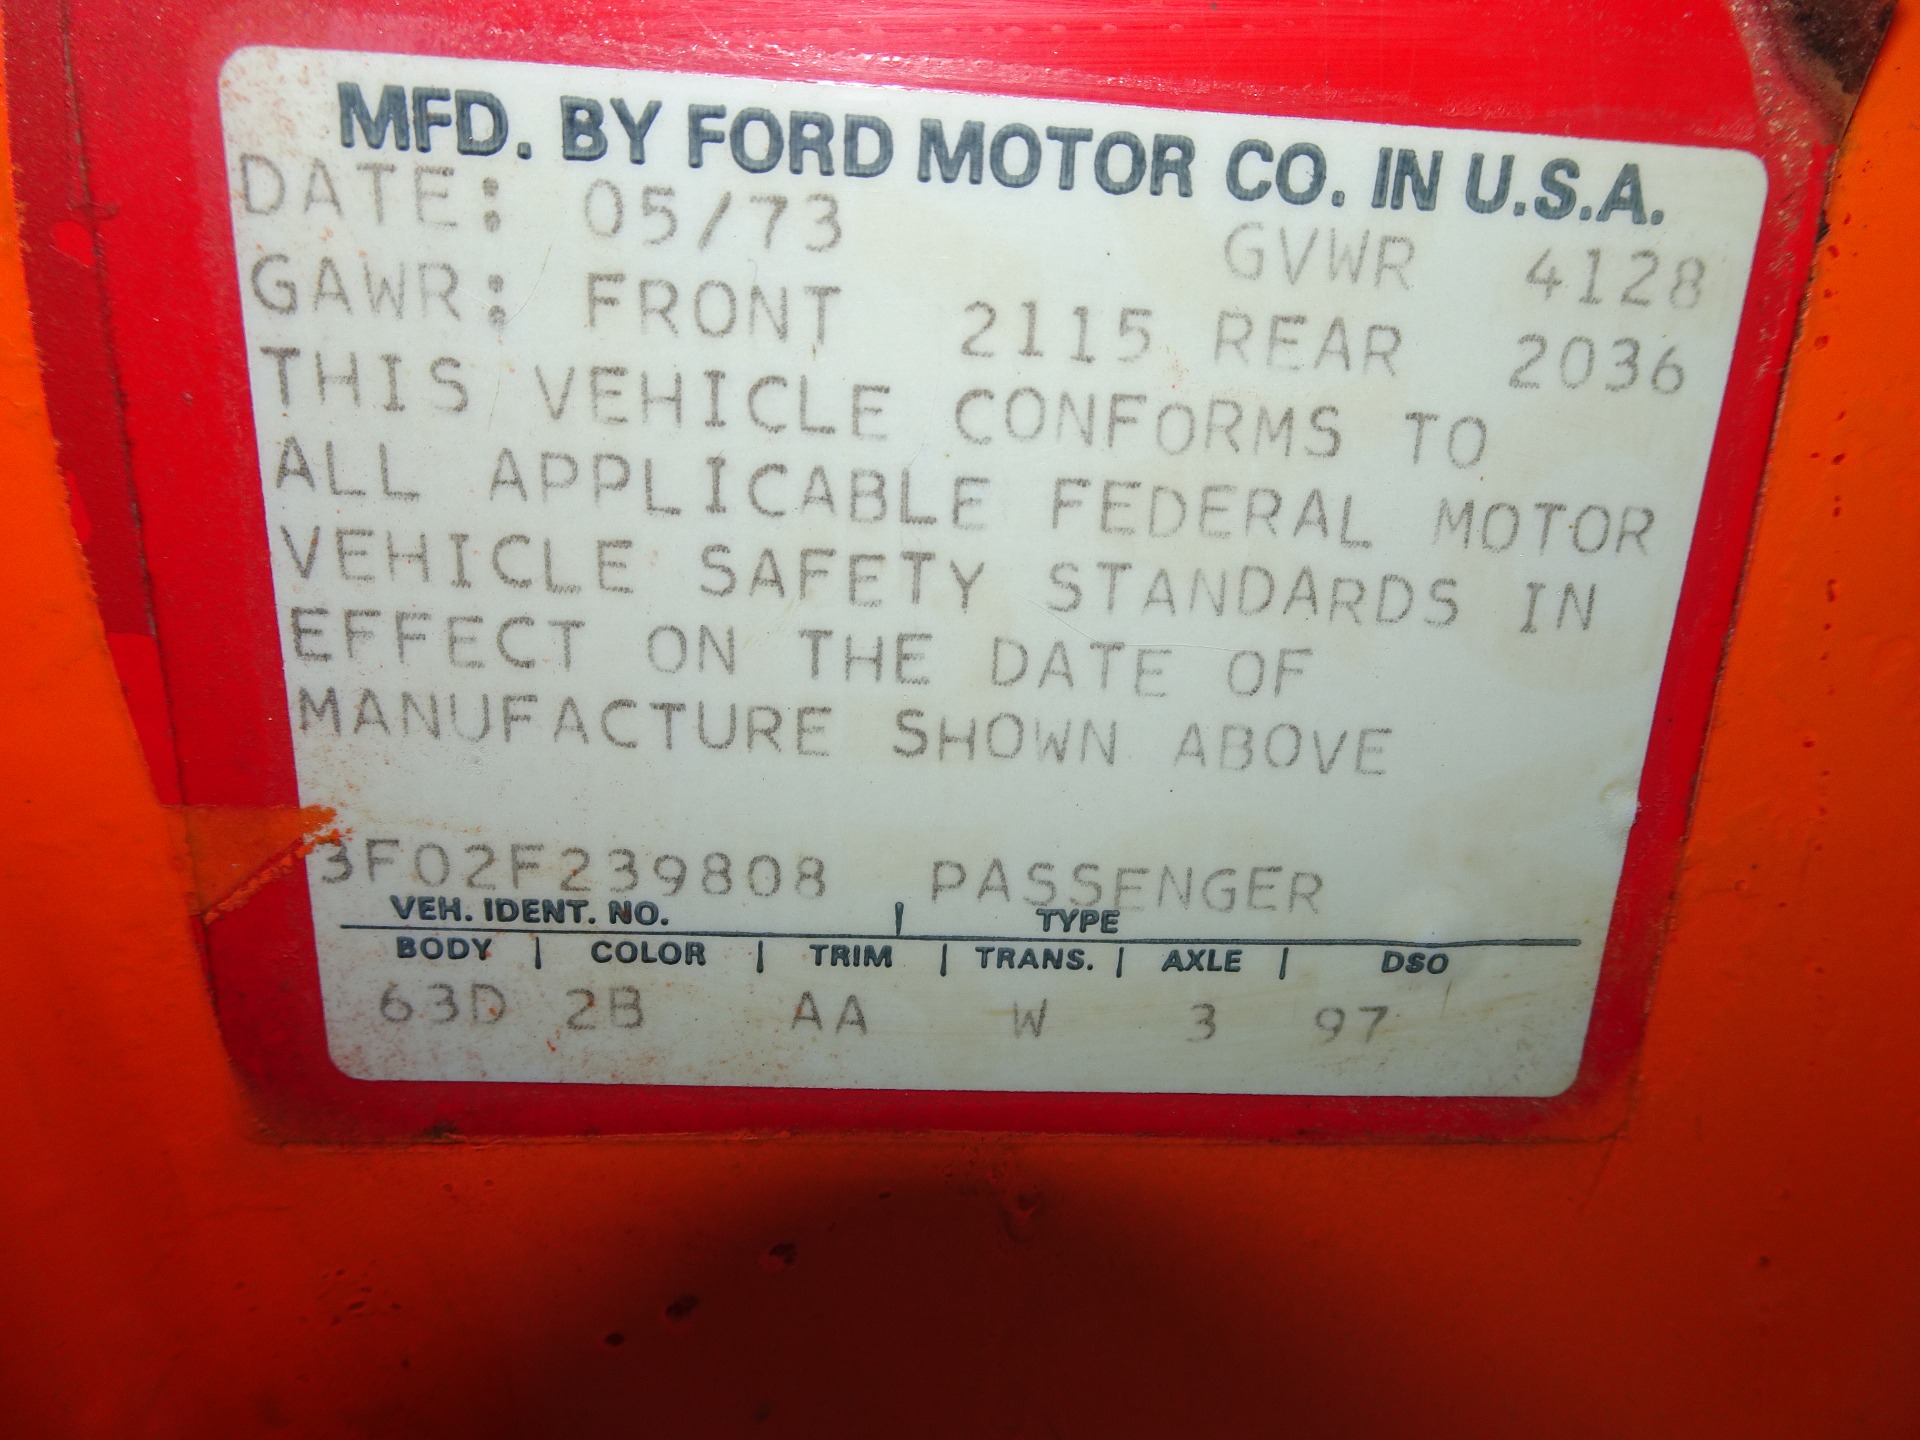 MFD. BY FORD MOTOR CO. IN U.S.A.
DATE: 05/73 GVWR 4128
GAWR: FRONT 2115 REAR 2036
THIS VEHICLE CONFORMS TO
ALL APPLICABLE FEDERAL MOTOR
VEHICLE SAFETY STANDARDS IN
EFFECT ON THE DATE OF
MANUFACTURE SHOWN ABOVE
3F02F239808 PASSENGER
VEH. IDENT. NO. | TYPE
BODY | COLOR | TRIM | TRANS. | AXLE | DSO
63D 2B AA W 3 97